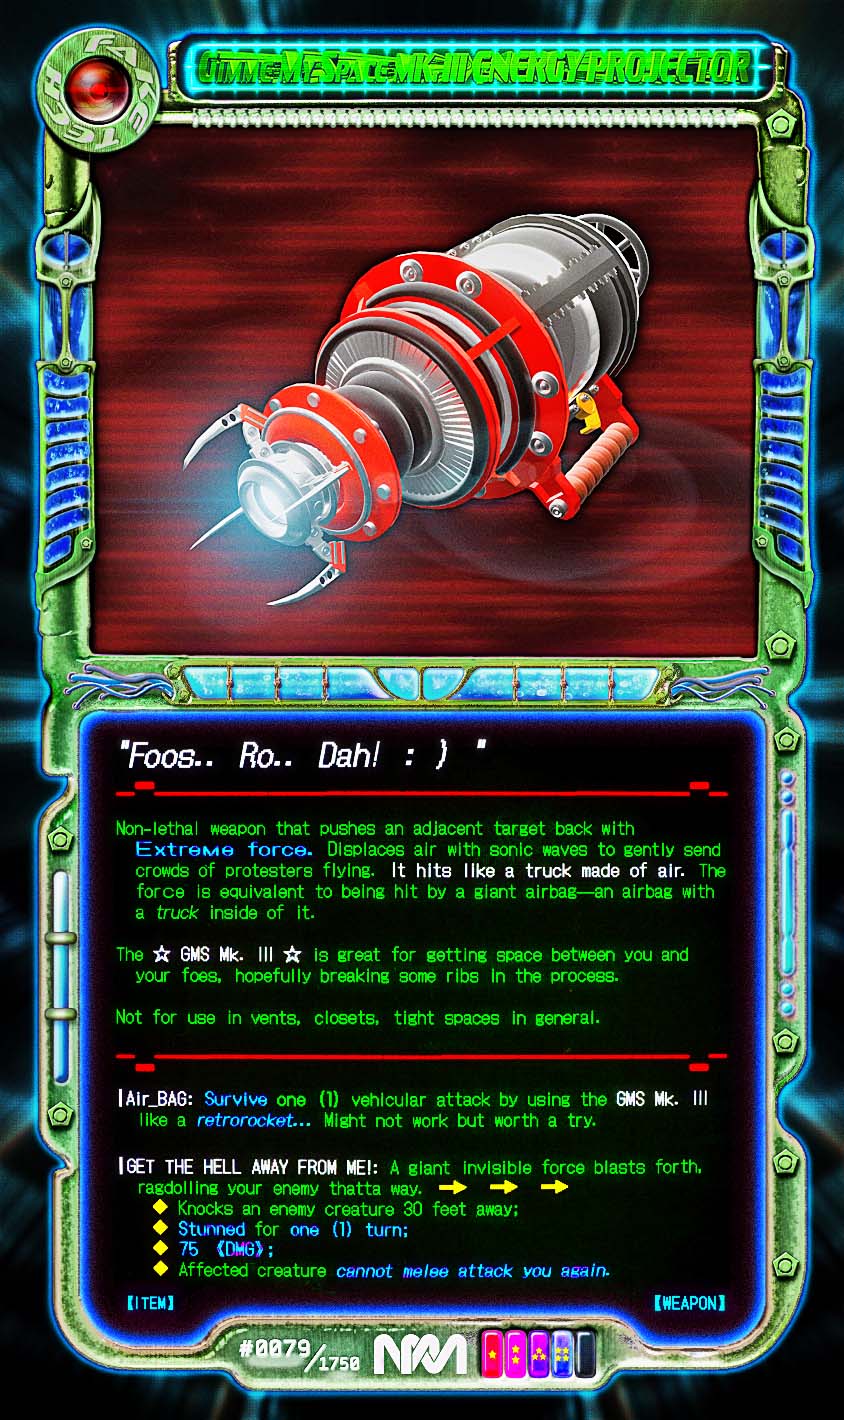 FAKE TECH
GIMME MY SPACE MK.III ENERGY PROJECTOR
"Foos.. Ro.. Dah! : } "
Non-lethal weapon that pushes an adjacent target back with
Extreme force. Displaces air with sonic waves to gently send
crowds of protesters flying. It hits like a truck made of air. The
force is equivalent to being hit by a giant airbag—an airbag with
a truck inside of it.
The ☆ GMS Mk. III ☆ is great for getting space between you and
your foes, hopefully breaking some ribs in the process.
Not for use in vents, closets, tight spaces in general.
|Air_BAG: Survive one (1) vehicular attack by using the GMS Mk. III
like a retrorocket... Might not work but worth a try.
|GET THE HELL AWAY FROM ME!: A giant invisible force blasts forth,
ragdolling your enemy thatta way. → → →
◆ Knocks an enemy creature 30 feet away;
◆ Stunned for one (1) turn;
◆ 75 《DMG》;
◆ Affected creature cannot melee attack you again.
【ITEM】 【WEAPON】
#0079/1750 NPM